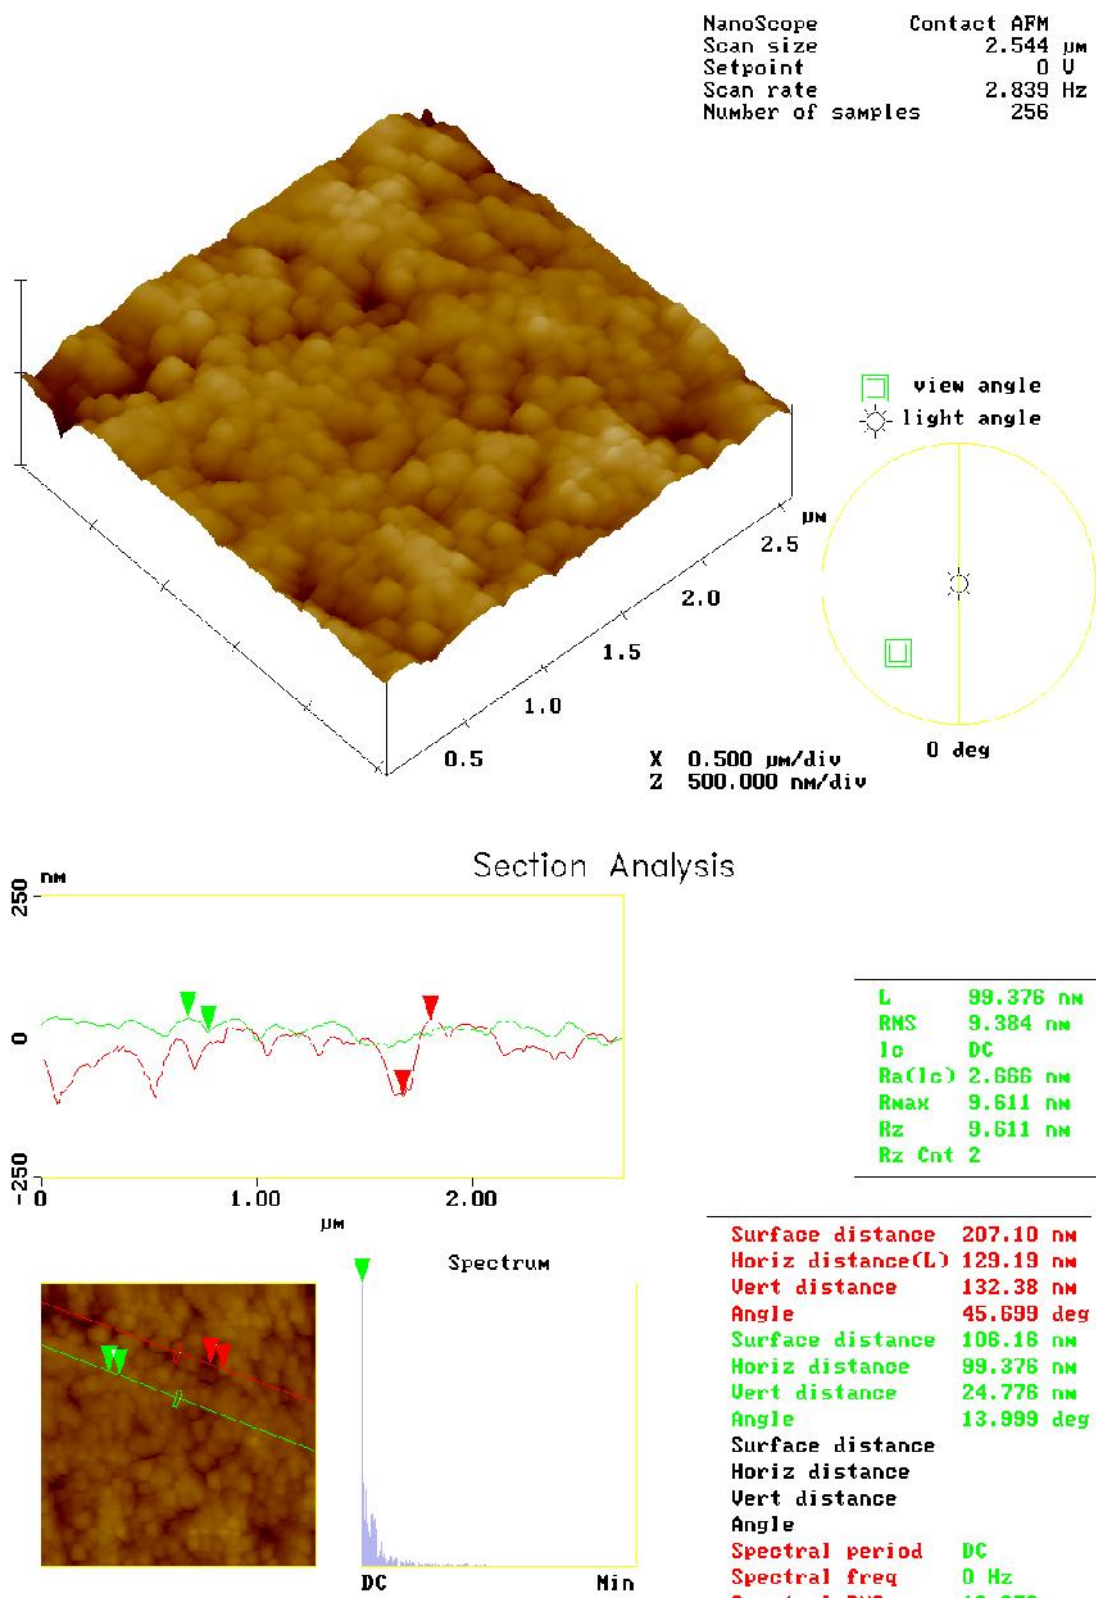 NanoScope Contact AFM
Scan size 2.544 µm
Setpoint 0 V
Scan rate 2.839 Hz
Number of samples 256
view angle
light angle
µm
2.5
2.0
1.5
1.0
0.5
X 0.500 µm/div
Z 500.000 nm/div
0 deg
Section Analysis
nm
250
0
-250
0 1.00 2.00
µm
L 99.376 nm
RMS 9.384 nm
lc DC
Ra(lc) 2.666 nm
Rmax 9.611 nm
Rz 9.611 nm
Rz Cnt 2
Spectrum
DC Min
Surface distance 207.10 nm
Horiz distance(L) 129.19 nm
Vert distance 132.38 nm
Angle 45.699 deg
Surface distance 106.16 nm
Horiz distance 99.376 nm
Vert distance 24.776 nm
Angle 13.999 deg
Surface distance
Horiz distance
Vert distance
Angle
Spectral period DC
Spectral freq 0 Hz